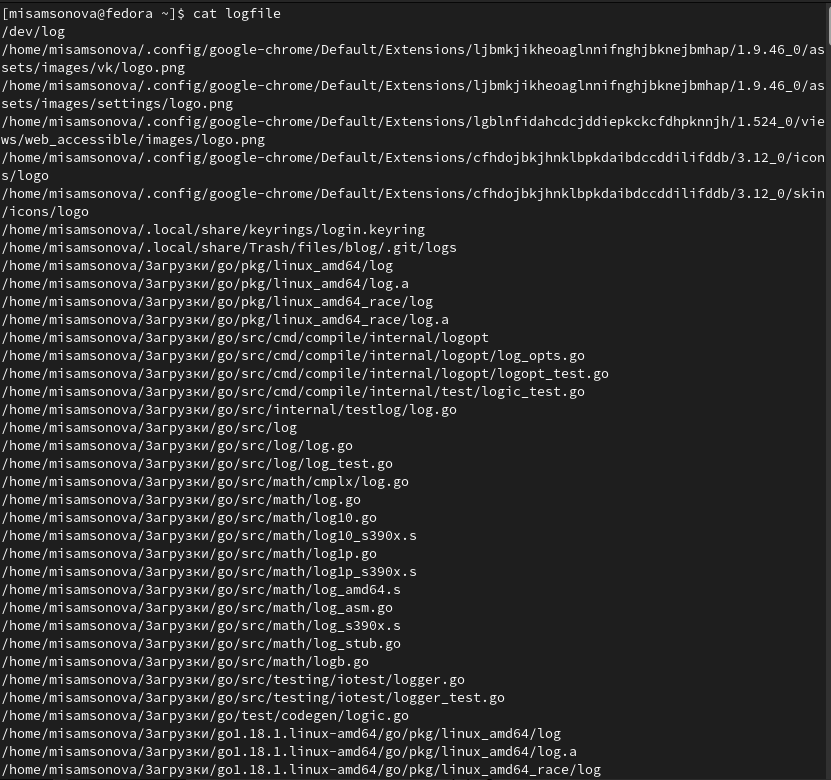 [misamsonova@fedora ~]$ cat logfile
/dev/log
/home/misamsonova/.config/google-chrome/Default/Extensions/ljbmkjikheoaglnnifnghjbknejbmhap/1.9.46_0/as
sets/images/vk/logo.png
/home/misamsonova/.config/google-chrome/Default/Extensions/ljbmkjikheoaglnnifnghjbknejbmhap/1.9.46_0/as
sets/images/settings/logo.png
/home/misamsonova/.config/google-chrome/Default/Extensions/lgblnfidahcdcjddiepkckcfdhpknnjh/1.524_0/vie
ws/web_accessible/images/logo.png
/home/misamsonova/.config/google-chrome/Default/Extensions/cfhdojbkjhnklbpkdaibdccddilifddb/3.12_0/icon
s/logo
/home/misamsonova/.config/google-chrome/Default/Extensions/cfhdojbkjhnklbpkdaibdccddilifddb/3.12_0/skin
/icons/logo
/home/misamsonova/.local/share/keyrings/login.keyring
/home/misamsonova/.local/share/Trash/files/blog/.git/logs
/home/misamsonova/Загрузки/go/pkg/linux_amd64/log
/home/misamsonova/Загрузки/go/pkg/linux_amd64/log.a
/home/misamsonova/Загрузки/go/pkg/linux_amd64_race/log
/home/misamsonova/Загрузки/go/pkg/linux_amd64_race/log.a
/home/misamsonova/Загрузки/go/src/cmd/compile/internal/logopt
/home/misamsonova/Загрузки/go/src/cmd/compile/internal/logopt/log_opts.go
/home/misamsonova/Загрузки/go/src/cmd/compile/internal/logopt/logopt_test.go
/home/misamsonova/Загрузки/go/src/cmd/compile/internal/test/logic_test.go
/home/misamsonova/Загрузки/go/src/internal/testlog/log.go
/home/misamsonova/Загрузки/go/src/log
/home/misamsonova/Загрузки/go/src/log/log.go
/home/misamsonova/Загрузки/go/src/log/log_test.go
/home/misamsonova/Загрузки/go/src/math/cmplx/log.go
/home/misamsonova/Загрузки/go/src/math/log.go
/home/misamsonova/Загрузки/go/src/math/log10.go
/home/misamsonova/Загрузки/go/src/math/log10_s390x.s
/home/misamsonova/Загрузки/go/src/math/log1p.go
/home/misamsonova/Загрузки/go/src/math/log1p_s390x.s
/home/misamsonova/Загрузки/go/src/math/log_amd64.s
/home/misamsonova/Загрузки/go/src/math/log_asm.go
/home/misamsonova/Загрузки/go/src/math/log_s390x.s
/home/misamsonova/Загрузки/go/src/math/log_stub.go
/home/misamsonova/Загрузки/go/src/math/logb.go
/home/misamsonova/Загрузки/go/src/testing/iotest/logger.go
/home/misamsonova/Загрузки/go/src/testing/iotest/logger_test.go
/home/misamsonova/Загрузки/go/test/codegen/logic.go
/home/misamsonova/Загрузки/go1.18.1.linux-amd64/go/pkg/linux_amd64/log
/home/misamsonova/Загрузки/go1.18.1.linux-amd64/go/pkg/linux_amd64/log.a
/home/misamsonova/Загрузки/go1.18.1.linux-amd64/go/pkg/linux_amd64_race/log